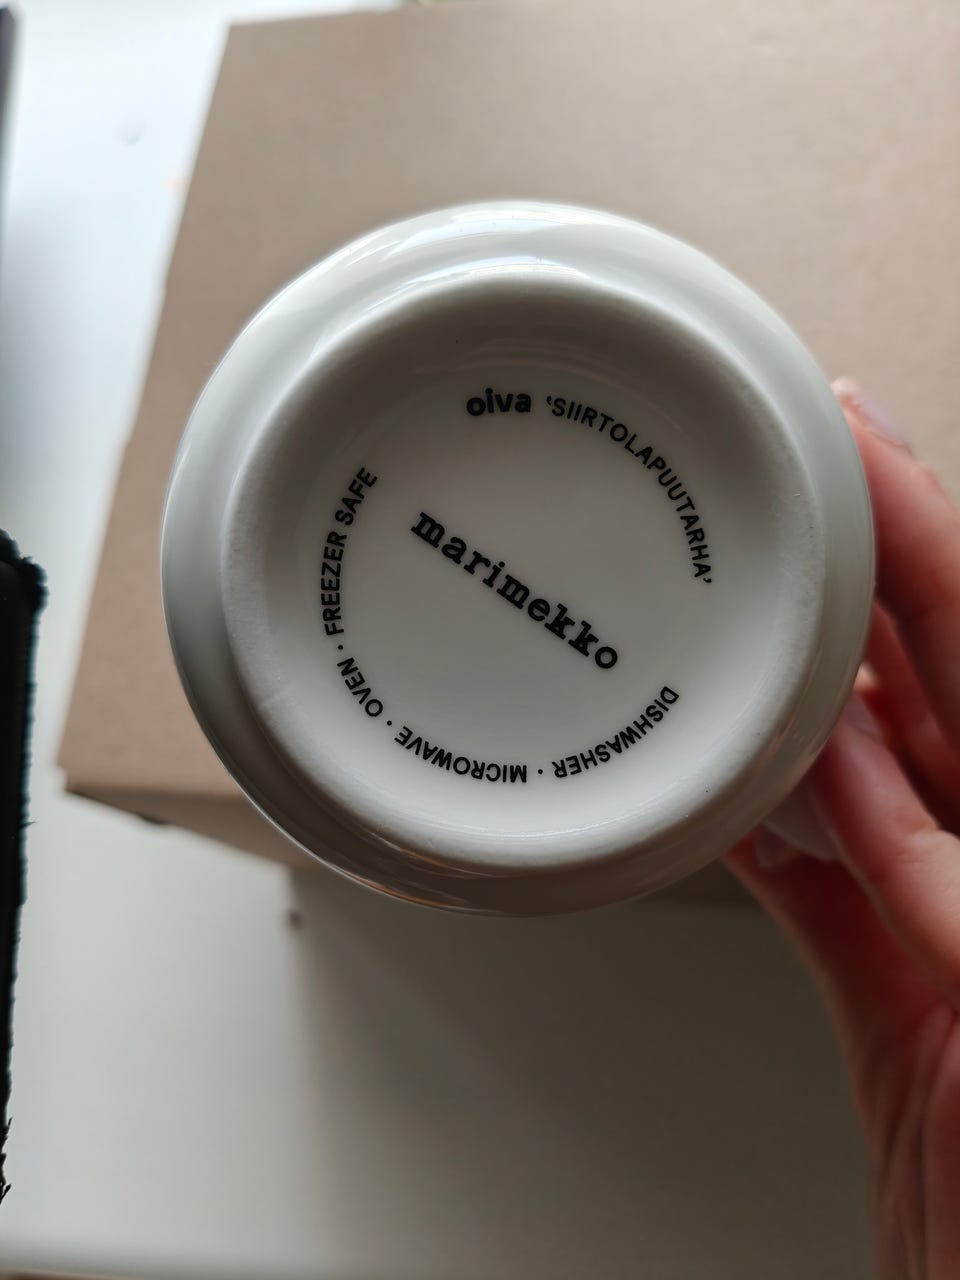 oiva 'SIIRTOLAPUUTARHA'
marimekko
DISHWASHER · MICROWAVE · OVEN · FREEZER SAFE